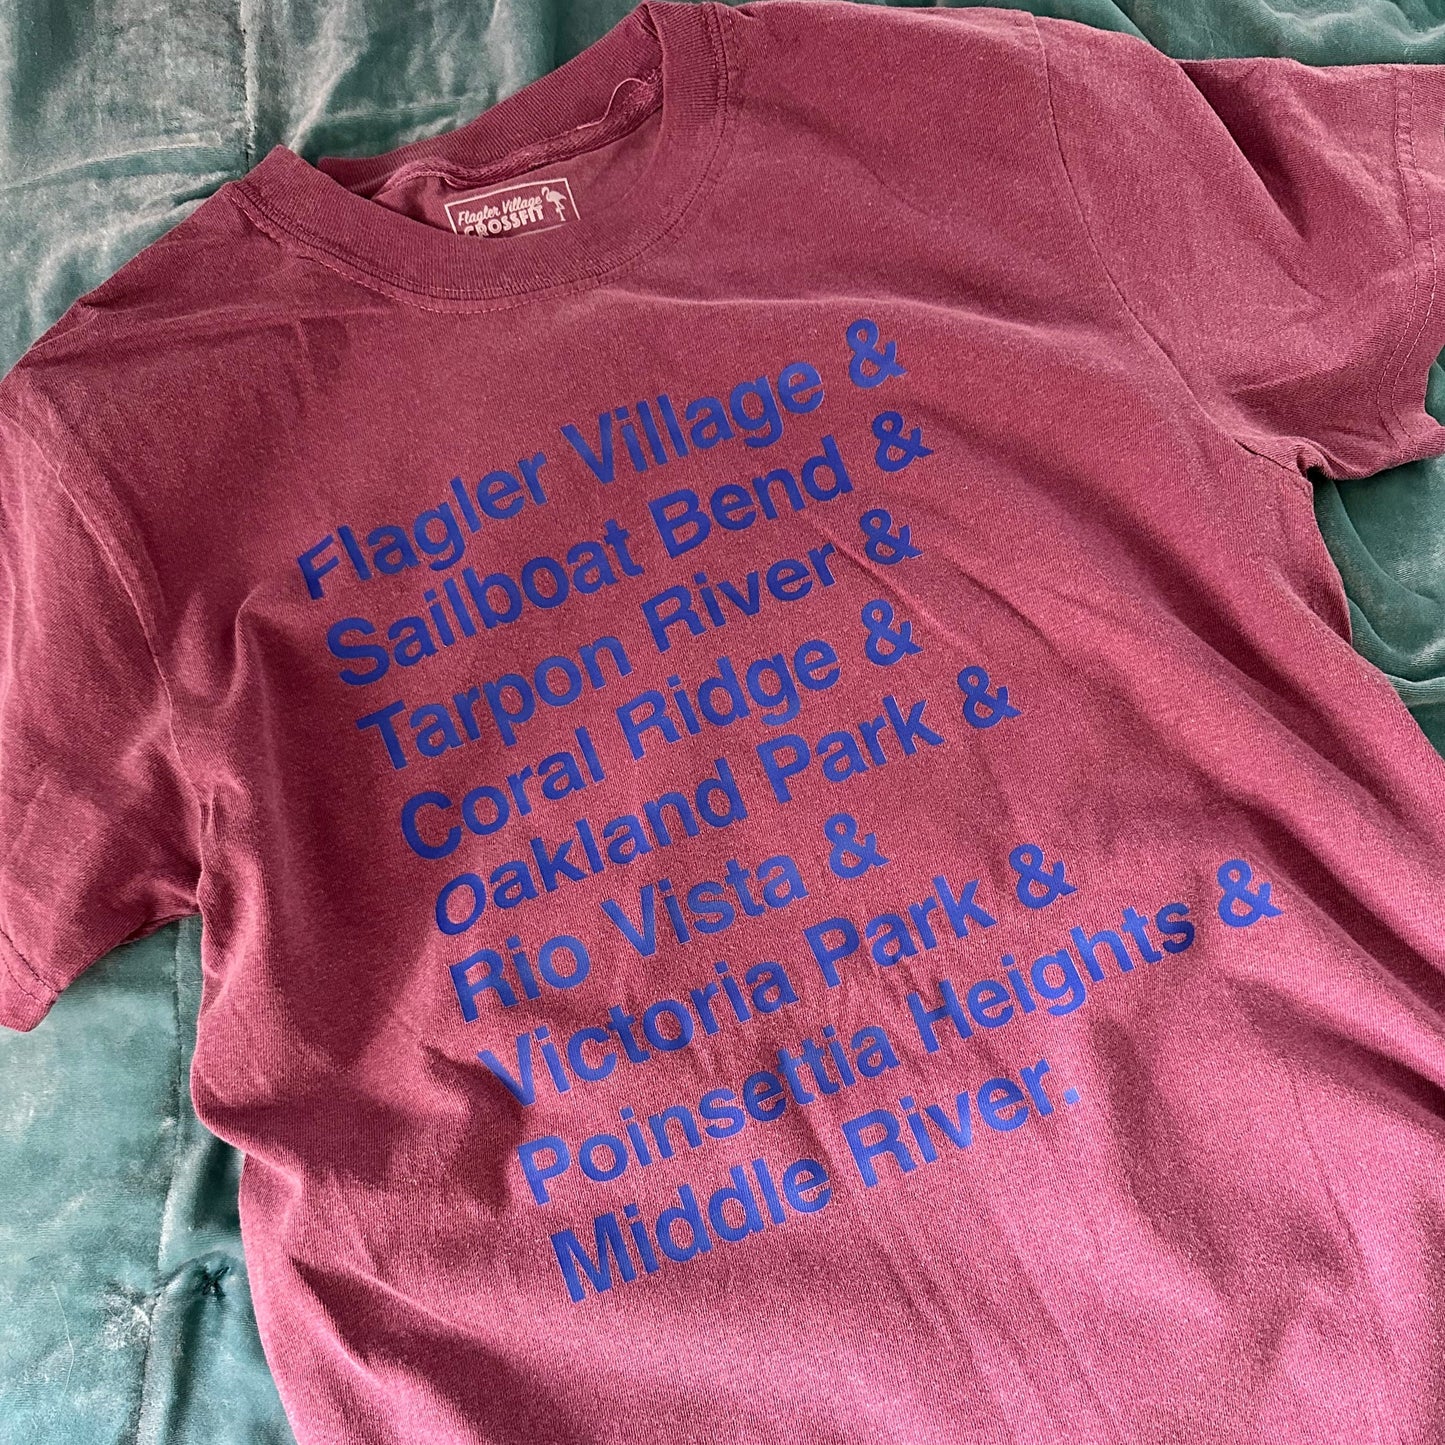 Flagler Village
CROSSFIT
Flagler Village &
Sailboat Bend &
Tarpon River &
Coral Ridge &
Oakland Park &
Rio Vista &
Victoria Park &
Poinsettia Heights &
Middle River.